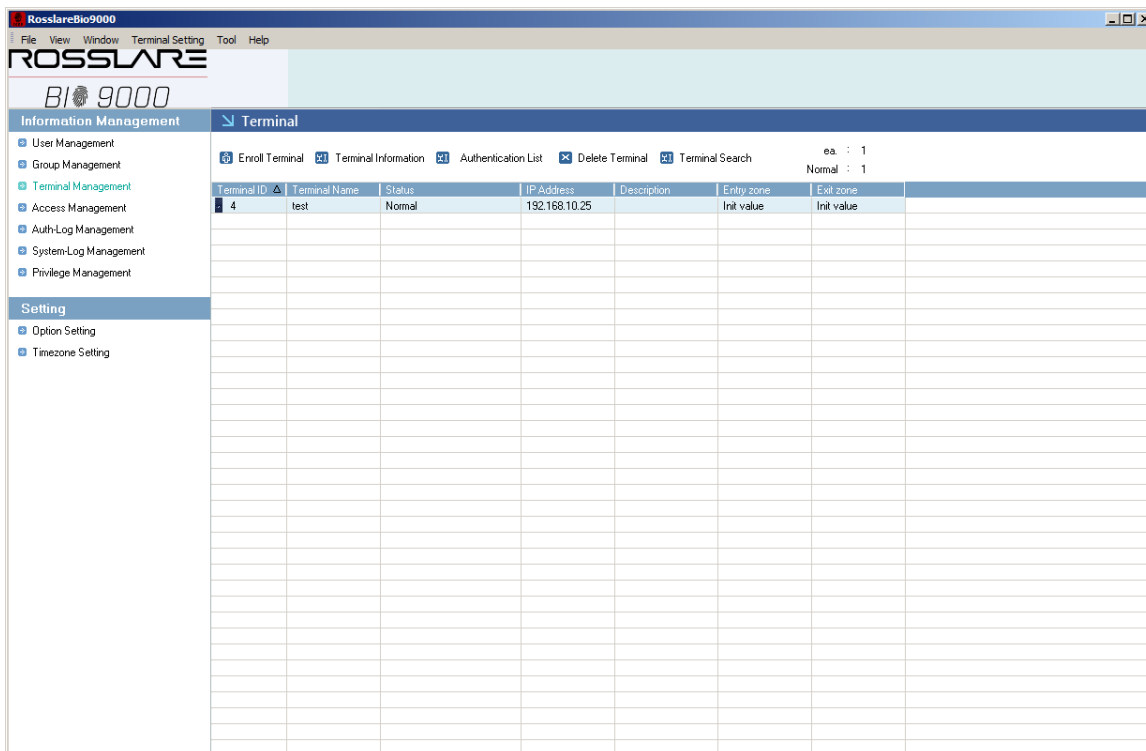 RosslareBio9000
File View Window Terminal Setting Tool Help
ROSSLARE
BIO 9000
Information Management
User Management
Group Management
Terminal Management
Access Management
Auth-Log Management
System-Log Management
Privilege Management
Setting
Option Setting
Timezone Setting
Terminal
Enroll Terminal Terminal Information Authentication List Delete Terminal Terminal Search
ea. : 1
Normal : 1
Terminal ID Terminal Name Status IP Address Description Entry zone Exit zone
4 test Normal 192.168.10.25 Init value Init value